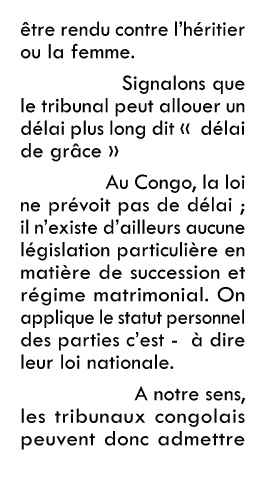 être rendu contre l'héritier
ou la femme.
Signalons que
le tribunal peut allouer un
délai plus long dit «  délai
de grâce »
Au Congo, la loi
ne prévoit pas de délai ;
il n'existe d'ailleurs aucune
législation particulière en
matière de succession et
régime matrimonial. On
applique le statut personnel
des parties c'est -  à dire
leur loi nationale.
A notre sens,
les tribunaux congolais
peuvent donc admettre